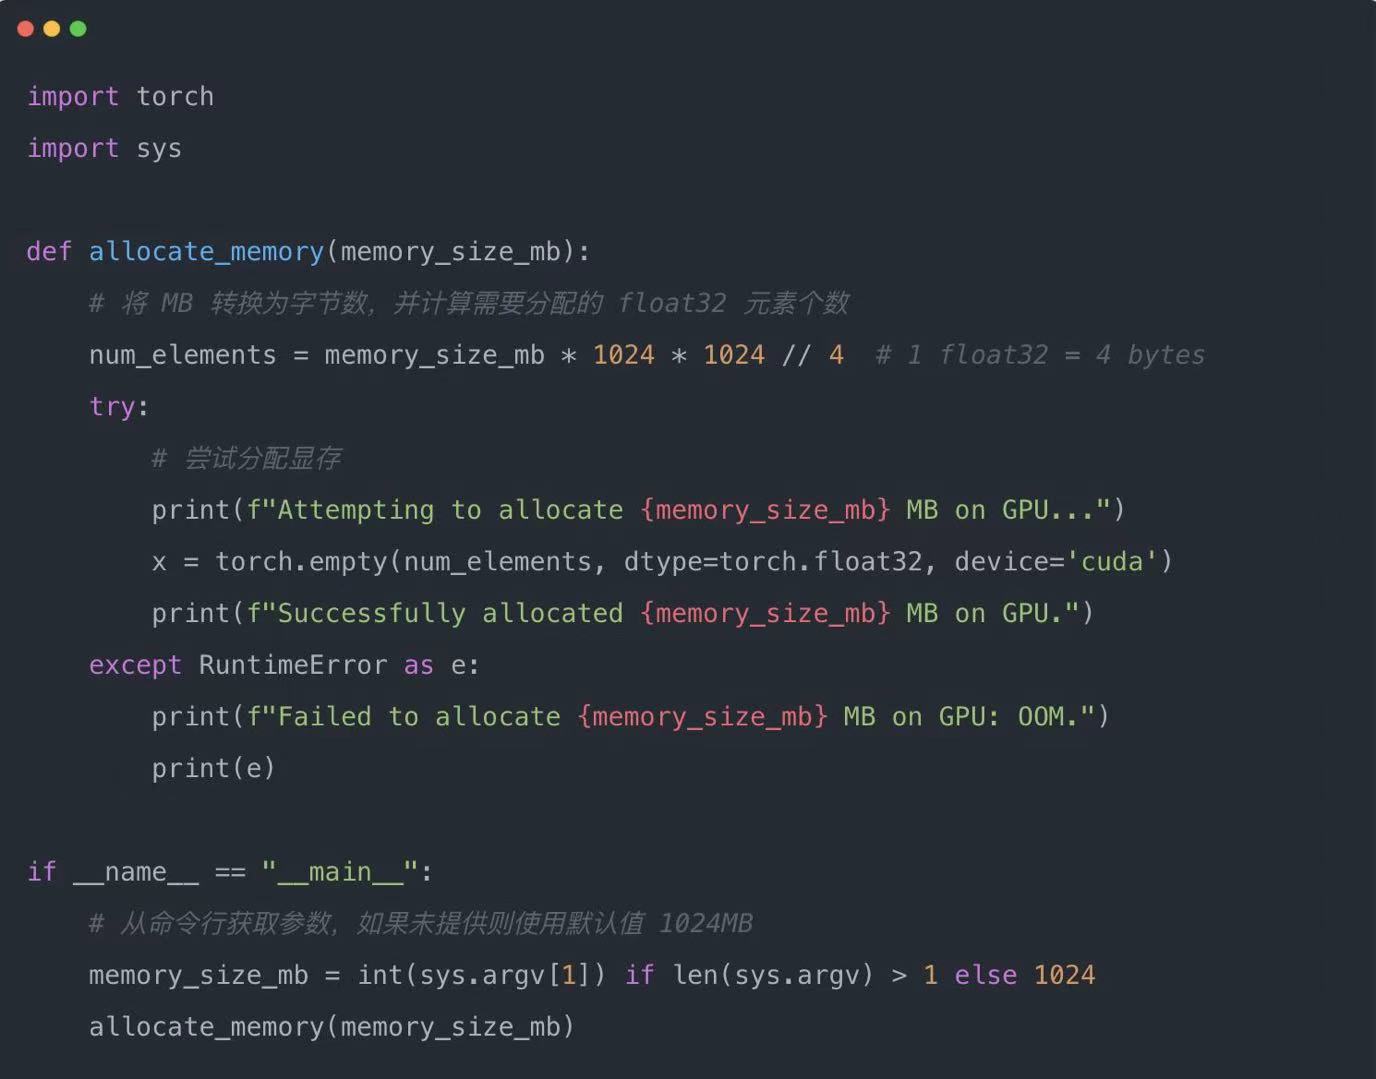 import torch
import sys
def allocate_memory(memory_size_mb):
# 将 MB 转换为字节数，并计算需要分配的 float32 元素个数
num_elements = memory_size_mb * 1024 * 1024 // 4  # 1 float32 = 4 bytes
try:
# 尝试分配显存
print(f"Attempting to allocate {memory_size_mb} MB on GPU...")
x = torch.empty(num_elements, dtype=torch.float32, device='cuda')
print(f"Successfully allocated {memory_size_mb} MB on GPU.")
except RuntimeError as e:
print(f"Failed to allocate {memory_size_mb} MB on GPU: OOM.")
print(e)
if __name__ == "__main__":
# 从命令行获取参数，如果未提供则使用默认值 1024MB
memory_size_mb = int(sys.argv[1]) if len(sys.argv) > 1 else 1024
allocate_memory(memory_size_mb)